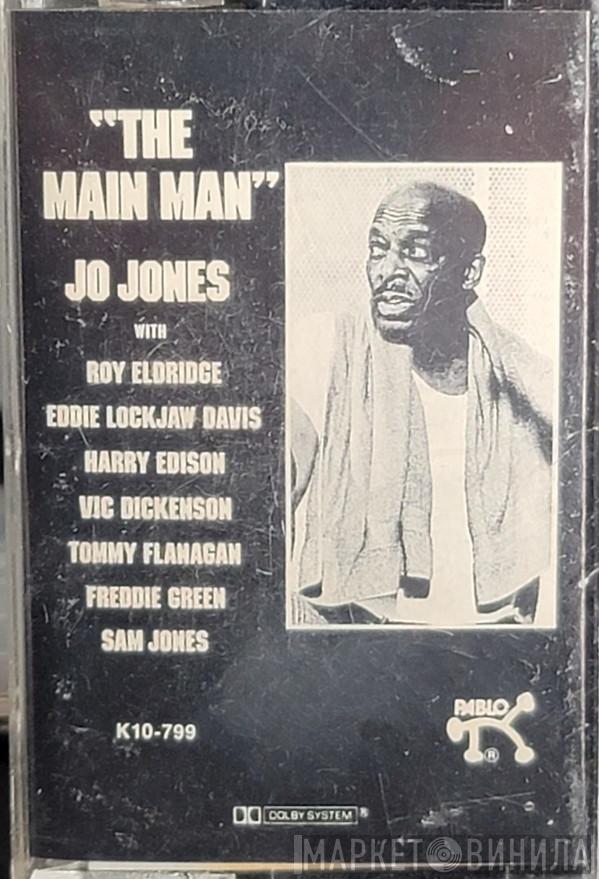 "THE
MAIN MAN"
JO JONES
WITH
ROY ELDRIDGE
EDDIE LOCKJAW DAVIS
HARRY EDISON
VIC DICKENSON
TOMMY FLANAGAN
FREDDIE GREEN
SAM JONES
K10-799
PABLO
®
DOLBY SYSTEM ®
МАРКЕТ ВИНИЛА